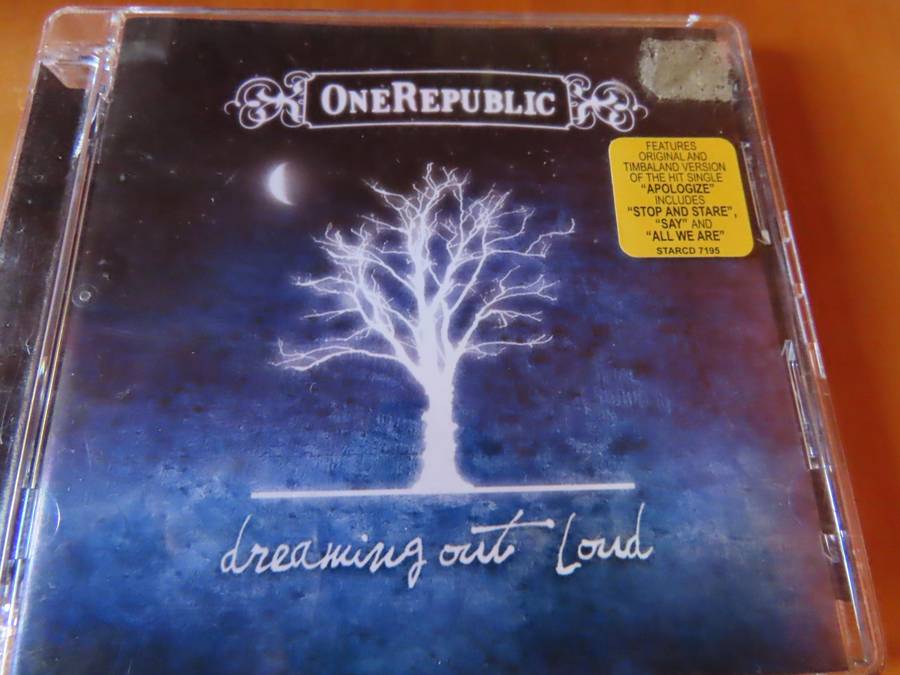 ONEREPUBLIC
FEATURES
ORIGINAL AND
TIMBALAND VERSION
OF THE HIT SINGLE
“APOLOGIZE”
INCLUDES
“STOP AND STARE”,
“SAY” AND
“ALL WE ARE”
STARCD 7195
dreaming out Loud